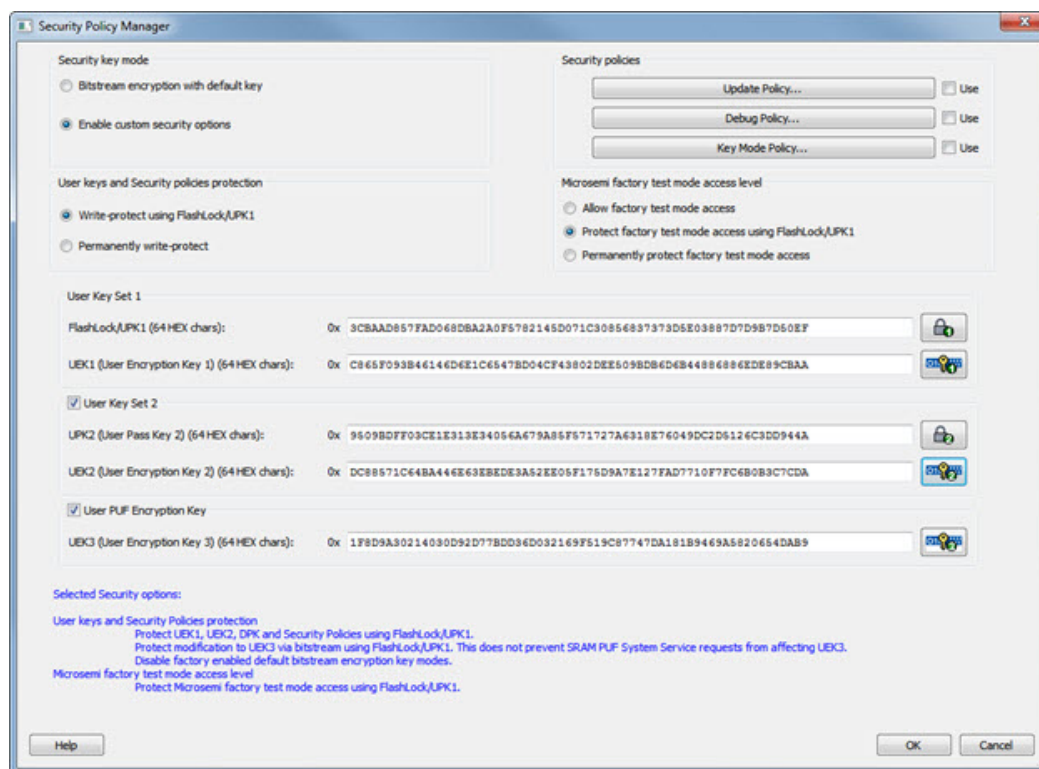 Security Policy Manager
Security key mode
Bitstream encryption with default key
Enable custom security options
Security policies
Update Policy...
Use
Debug Policy...
Use
Key Mode Policy...
Use
User keys and Security policies protection
Write-protect using FlashLock/UPK1
Permanently write-protect
Microsemi factory test mode access level
Allow factory test mode access
Protect factory test mode access using FlashLock/UPK1
Permanently protect factory test mode access
User Key Set 1
FlashLock/UPK1 (64 HEX chars): 0x 3CBAAD857FAD068DBA2A0F5782145D071C30856837373D5E03887D7D9B7D50EF
UEK1 (User Encryption Key 1) (64 HEX chars): 0x C865F093B46146D6E1C6547BD04CF43802DEE509BDB6D6B44886886EDE89CBAA
User Key Set 2
UPK2 (User Pass Key 2) (64 HEX chars): 0x 9509BDFF03CE1E313E34056A679A85F571727A6318E76049DC2D5126C3DD944A
UEK2 (User Encryption Key 2) (64 HEX chars): 0x DC88571C64BA446E63EBEDE3A52EE05F175D9A7E127FAD7710F7FC6B0B3C7CDA
User PUF Encryption Key
UEK3 (User Encryption Key 3) (64 HEX chars): 0x 1F8D9A30214030D92D77BDD36D032169F519C87747DA181B9469A5820654DAB9
Selected Security options:
User keys and Security Policies protection
Protect UEK1, UEK2, DPK and Security Policies using FlashLock/UPK1.
Protect modification to UEK3 via bitstream using FlashLock/UPK1. This does not prevent SRAM PUF System Service requests from affecting UEK3.
Disable factory enabled default bitstream encryption key modes.
Microsemi factory test mode access level
Protect Microsemi factory test mode access using FlashLock/UPK1.
Help
OK
Cancel